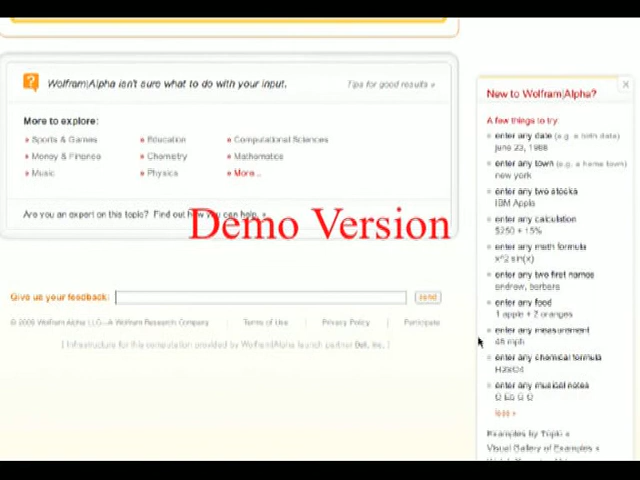 Wolfram|Alpha isn't sure what to do with your input.
Tips for good results »
More to explore:
» Sports & Games
» Education
» Computational Sciences
» Money & Finance
» Chemistry
» Mathematics
» Music
» Physics
» More...
Are you an expert on this topic? Find out how you can help. »
Demo Version
Give us your feedback:
send
© 2009 Wolfram Alpha LLC—A Wolfram Research Company
Terms of Use
Privacy Policy
Participate
[ Infrastructure for this computation provided by Wolfram|Alpha launch partner Dell, Inc. ]
New to Wolfram|Alpha?
A few things to try:
enter any date (e.g. a birth date)
june 23, 1988
enter any town (e.g. a home town)
new york
enter any two stocks
IBM Apple
enter any calculation
$250 + 15%
enter any math formula
x^2 sin(x)
enter any two first names
andrew, barbara
enter any food
1 apple + 2 oranges
enter any measurement
45 mph
enter any chemical formula
H2SO4
enter any musical notes
C Eb G C
less »
Examples by Topic «
Visual Gallery of Examples «